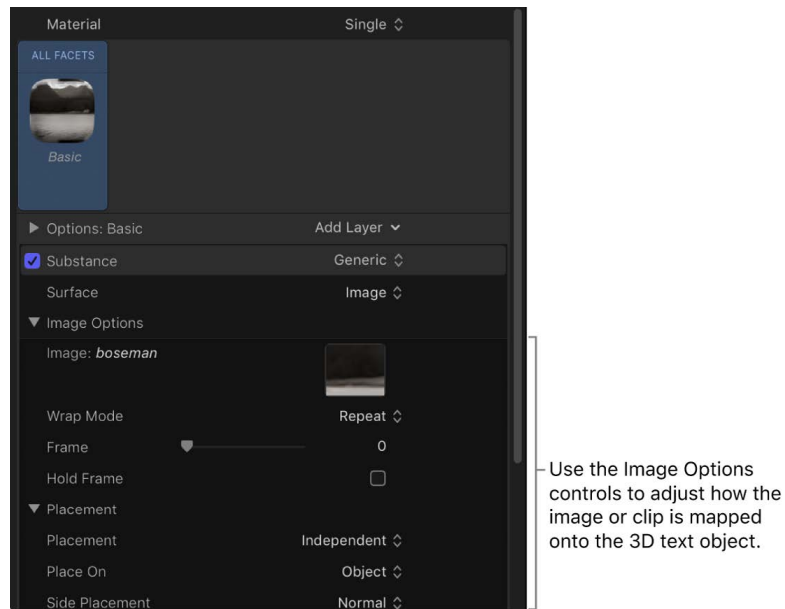 Material Single
ALL FACETS
Basic
Options: Basic Add Layer
Substance Generic
Surface Image
Image Options
Image: boseman
Wrap Mode Repeat
Frame 0
Hold Frame
Placement
Placement Independent
Place On Object
Side Placement Normal
Use the Image Options
controls to adjust how the
image or clip is mapped
onto the 3D text object.